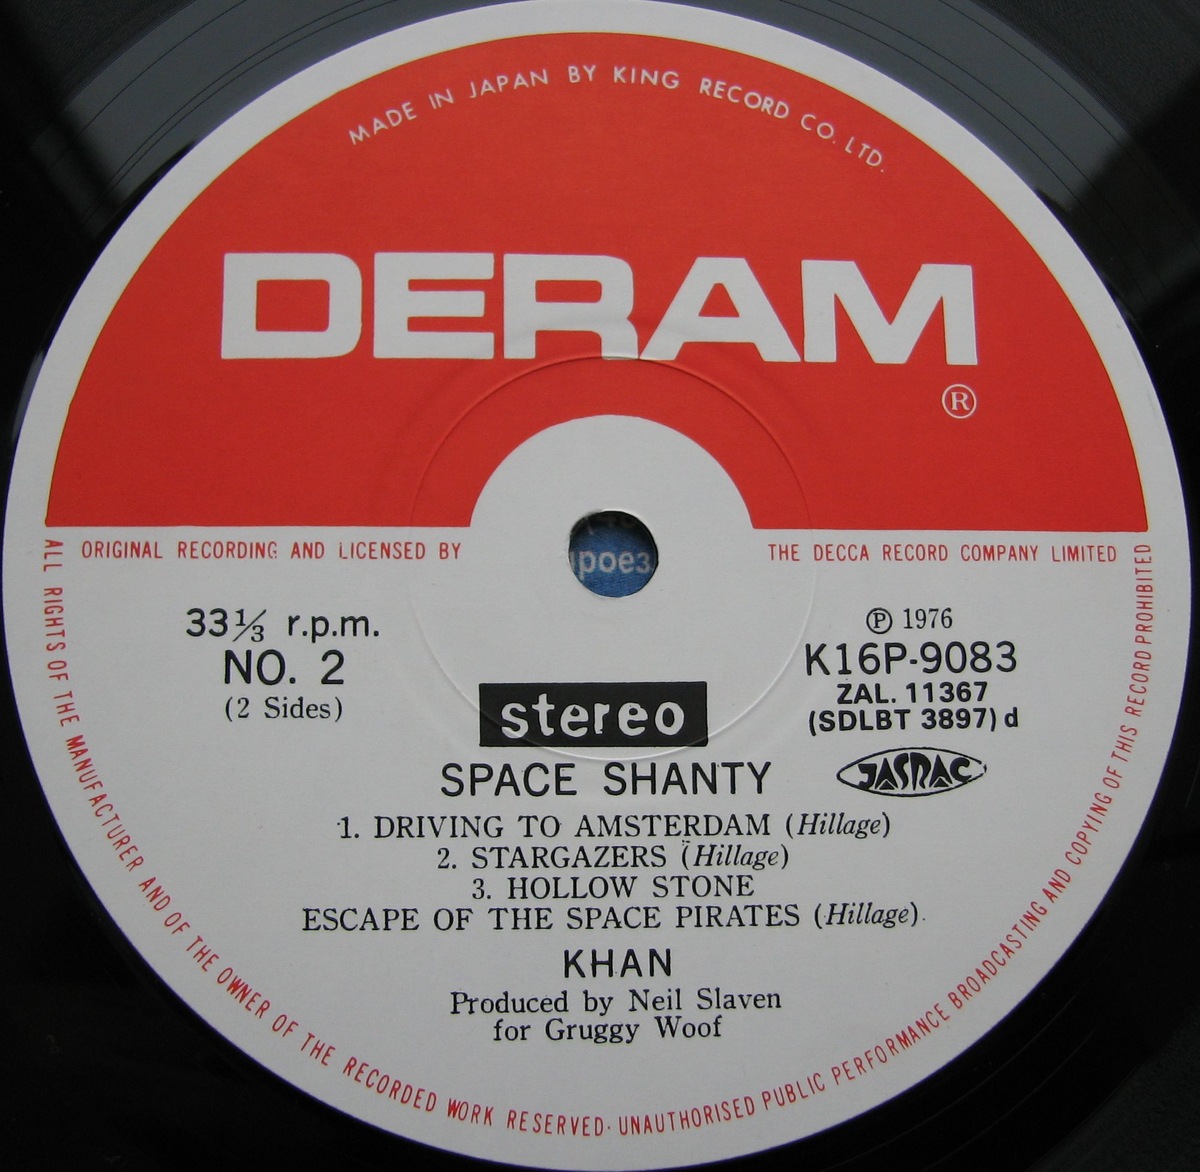 MADE IN JAPAN BY KING RECORD CO. LTD.
DERAM
®
ORIGINAL RECORDING AND LICENSED BY
THE DECCA RECORD COMPANY LIMITED
33⅓ r.p.m.
NO. 2
(2 Sides)
℗ 1976
K16P-9083
ZAL. 11367
(SDLBT 3897) d
JASRAC
stereo
SPACE SHANTY
1. DRIVING TO AMSTERDAM (Hillage)
2. STARGAZERS (Hillage)
3. HOLLOW STONE
ESCAPE OF THE SPACE PIRATES (Hillage)
KHAN
Produced by Neil Slaven
for Gruggy Woof
ALL RIGHTS OF THE MANUFACTURER AND OF THE OWNER OF THE RECORDED WORK RESERVED· UNAUTHORISED PUBLIC PERFORMANCE BROADCASTING AND COPYING OF THIS RECORD PROHIBITED